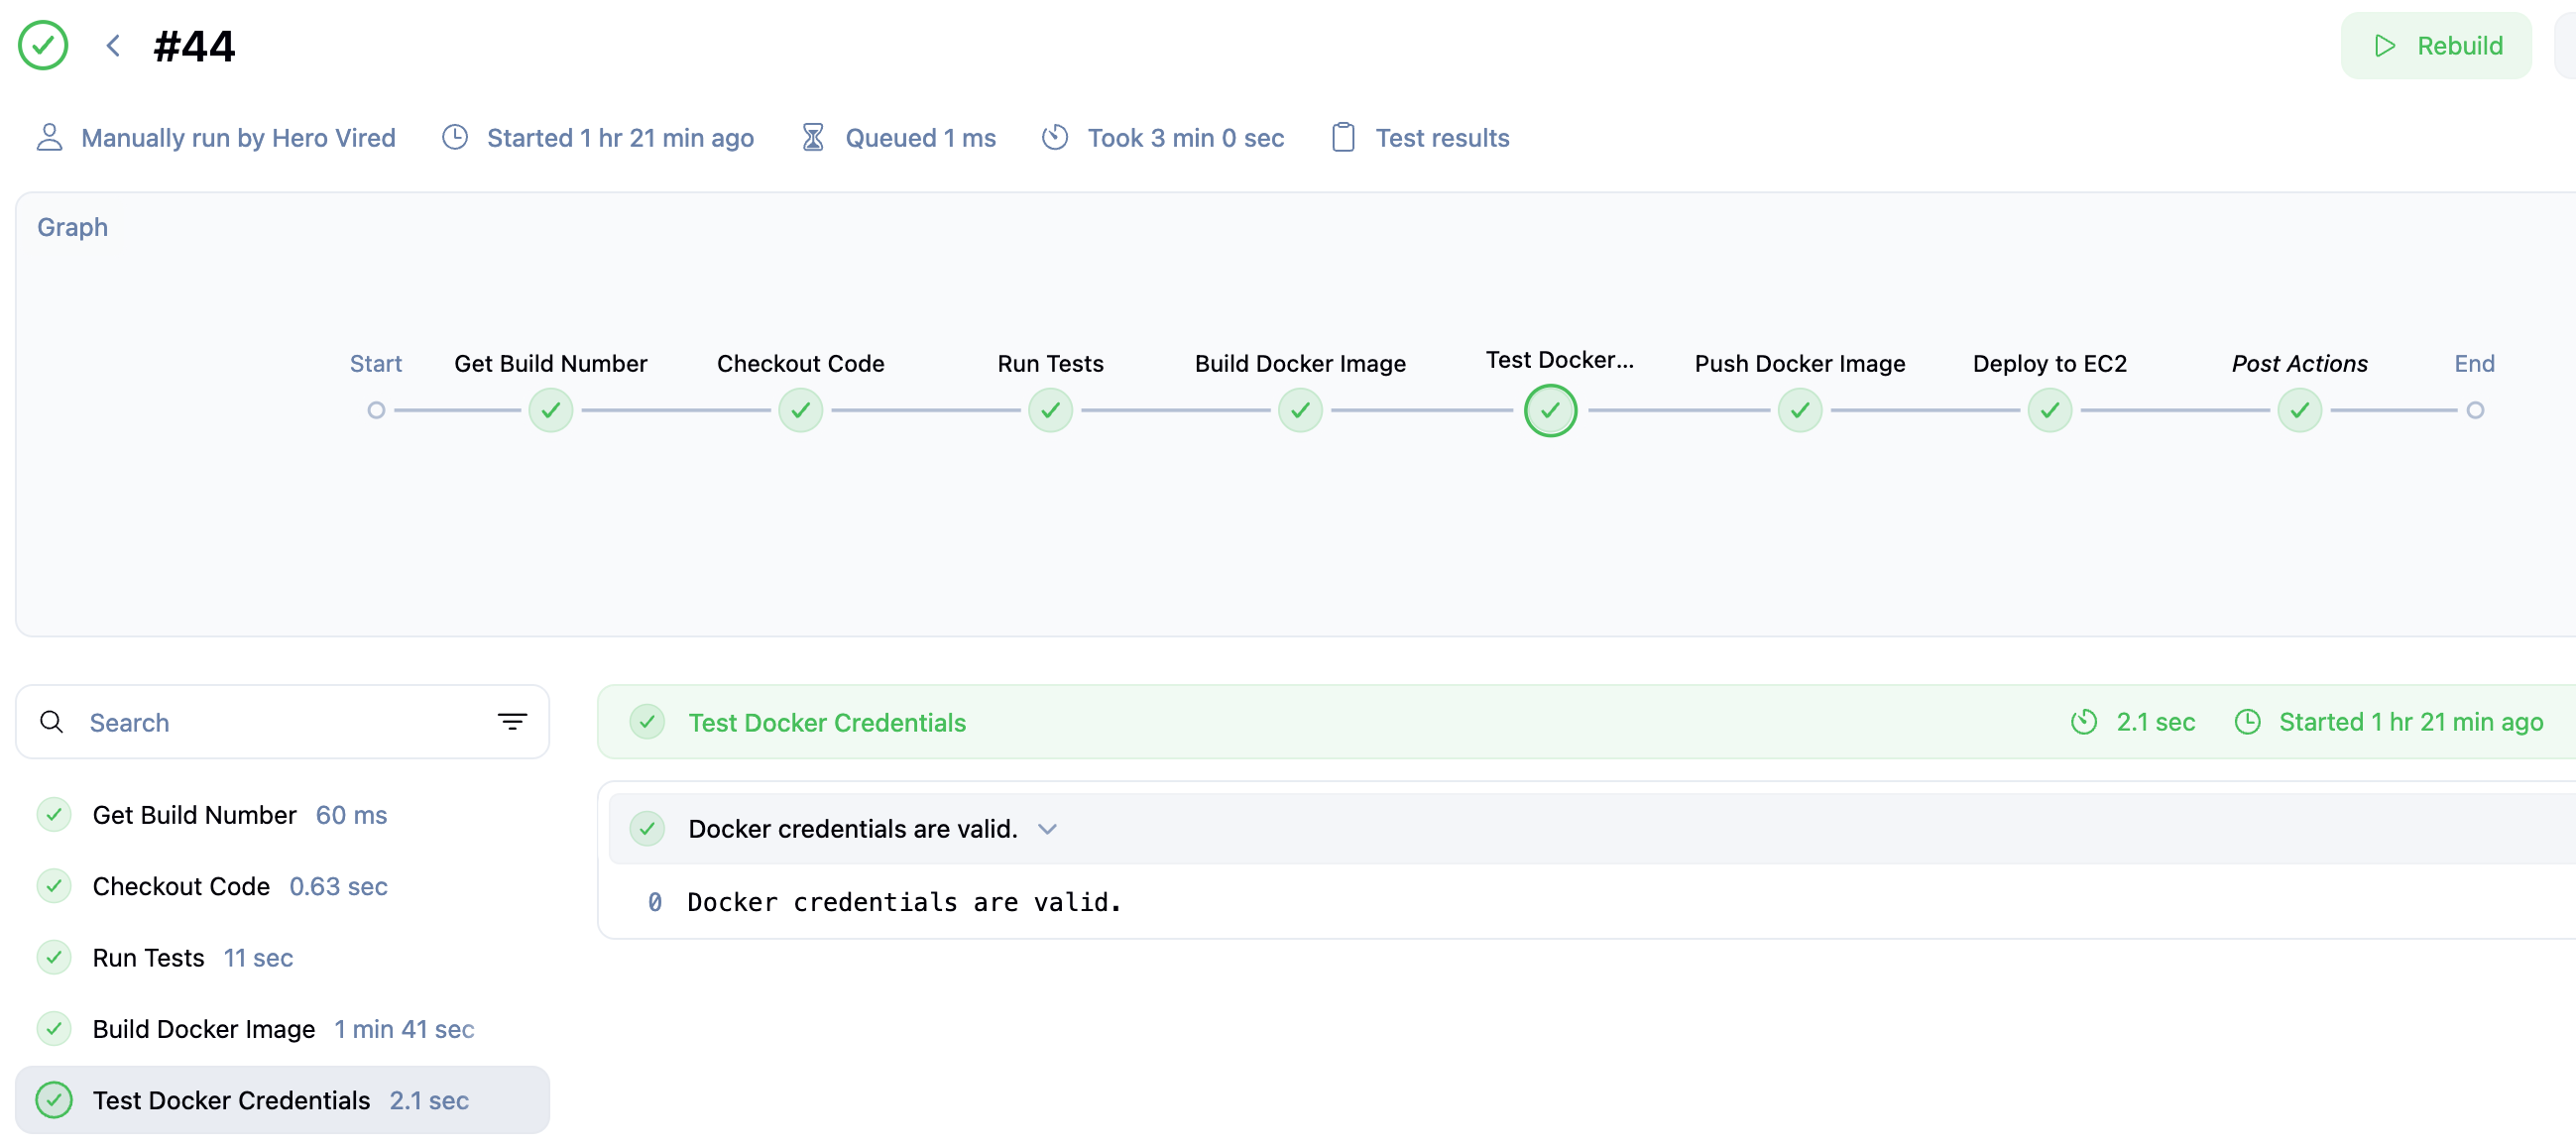 #44
Rebuild
Manually run by Hero Vired
Started 1 hr 21 min ago
Queued 1 ms
Took 3 min 0 sec
Test results
Graph
Start
Get Build Number
Checkout Code
Run Tests
Build Docker Image
Test Docker...
Push Docker Image
Deploy to EC2
Post Actions
End
Search
Get Build Number 60 ms
Checkout Code 0.63 sec
Run Tests 11 sec
Build Docker Image 1 min 41 sec
Test Docker Credentials 2.1 sec
Test Docker Credentials
2.1 sec
Started 1 hr 21 min ago
Docker credentials are valid.
0 Docker credentials are valid.